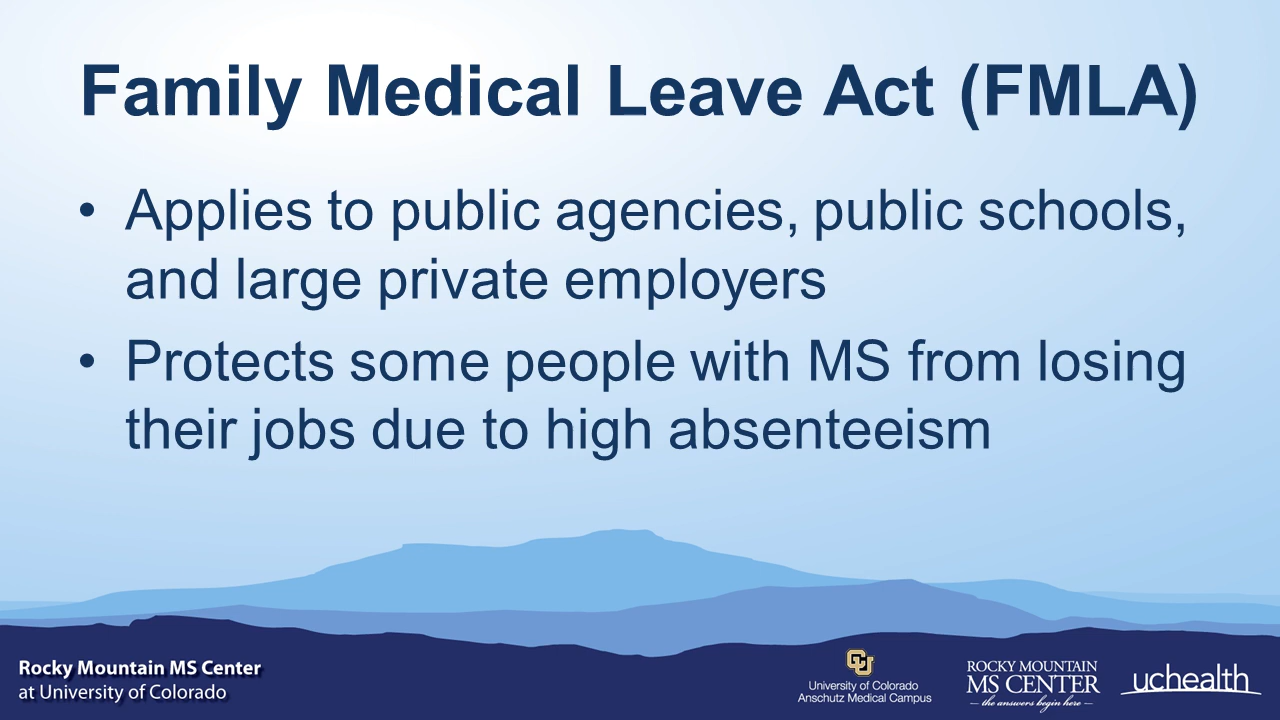 Family Medical Leave Act (FMLA)
• Applies to public agencies, public schools,
and large private employers
• Protects some people with MS from losing
their jobs due to high absenteeism
Rocky Mountain MS Center
at University of Colorado
CU
University of Colorado
Anschutz Medical Campus
ROCKY MOUNTAIN
MS CENTER
— the answers begin here —
uchealth